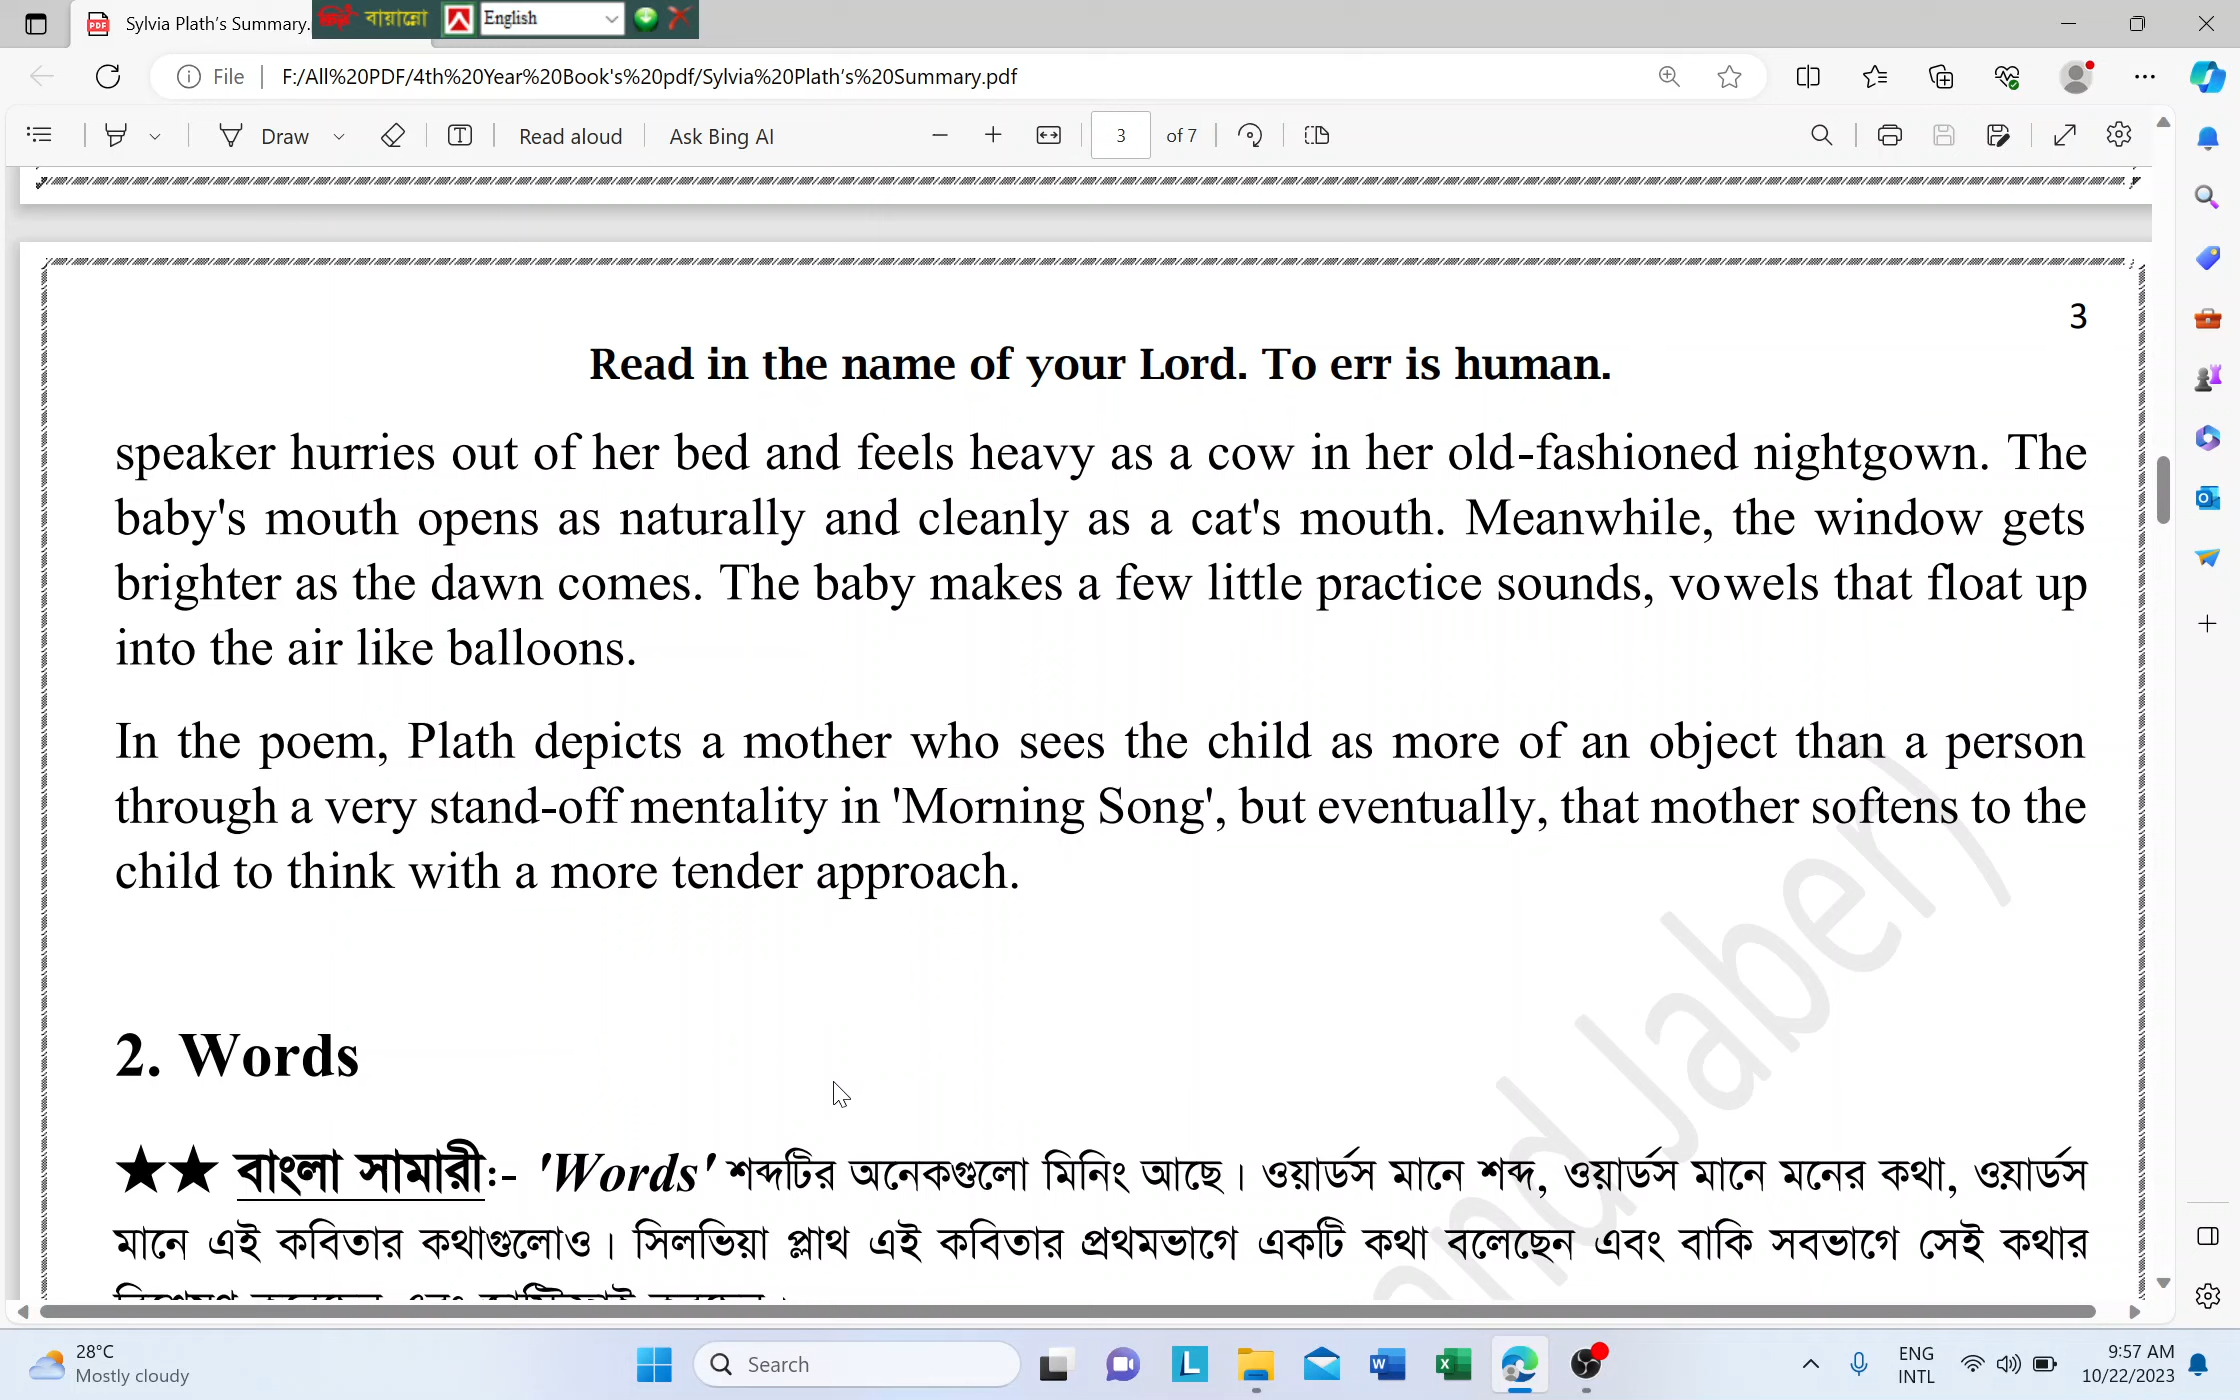 Sylvia Plath's Summary.
বায়ান্নো
English
File
F:/All%20PDF/4th%20Year%20Book's%20pdf/Sylvia%20Plath's%20Summary.pdf
Draw
Read aloud
Ask Bing AI
3
of 7
3
Read in the name of your Lord. To err is human.
speaker hurries out of her bed and feels heavy as a cow in her old-fashioned nightgown. The
baby's mouth opens as naturally and cleanly as a cat's mouth. Meanwhile, the window gets
brighter as the dawn comes. The baby makes a few little practice sounds, vowels that float up
into the air like balloons.
In the poem, Plath depicts a mother who sees the child as more of an object than a person
through a very stand-off mentality in 'Morning Song', but eventually, that mother softens to the
child to think with a more tender approach.
2. Words
★★ বাংলা সামারী:- 'Words' শব্দটির অনেকগুলো মিনিং আছে। ওয়ার্ডস মানে শব্দ, ওয়ার্ডস মানে মনের কথা, ওয়ার্ডস
মানে এই কবিতার কথাগুলোও। সিলভিয়া প্লাথ এই কবিতার প্রথমভাগে একটি কথা বলেছেন এবং বাকি সবভাগে সেই কথার
and Jaber)
28°C
Mostly cloudy
Search
ENG
INTL
9:57 AM
10/22/2023